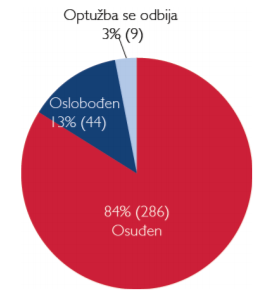 Optužba se odbija
3% (9)
Oslobođen
13% (44)
84% (286)
Osuđen